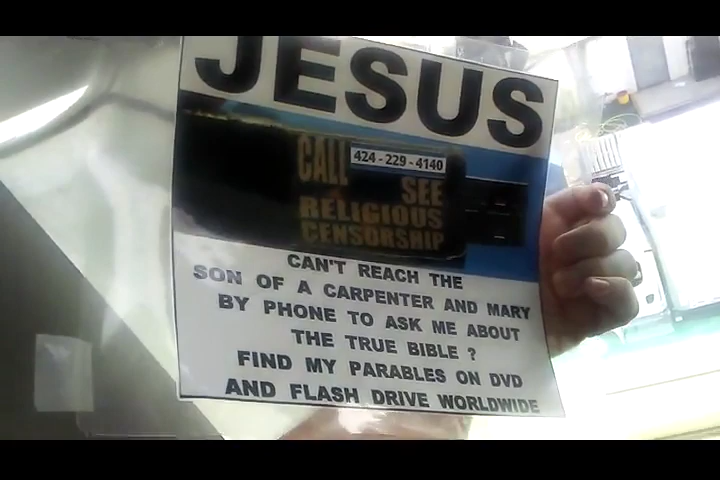 JESUS
CALL 424 - 229 - 4140
SEE
RELIGIOUS
CENSORSHIP
CAN'T REACH THE
SON OF A CARPENTER AND MARY
BY PHONE TO ASK ME ABOUT
THE TRUE BIBLE ?
FIND MY PARABLES ON DVD
AND FLASH DRIVE WORLDWIDE